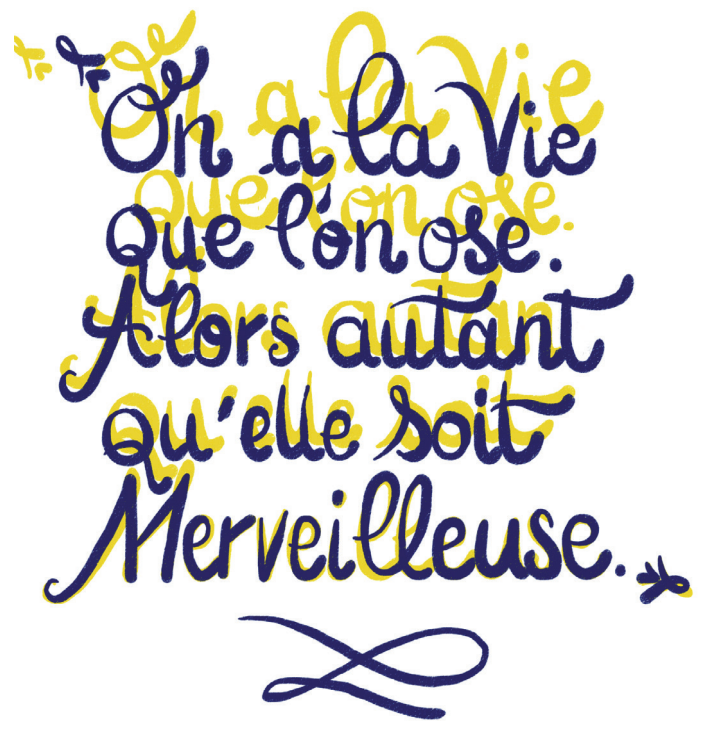 On a la Vie
que l'on ose.
Alors autant
qu'elle soit
Merveilleuse.